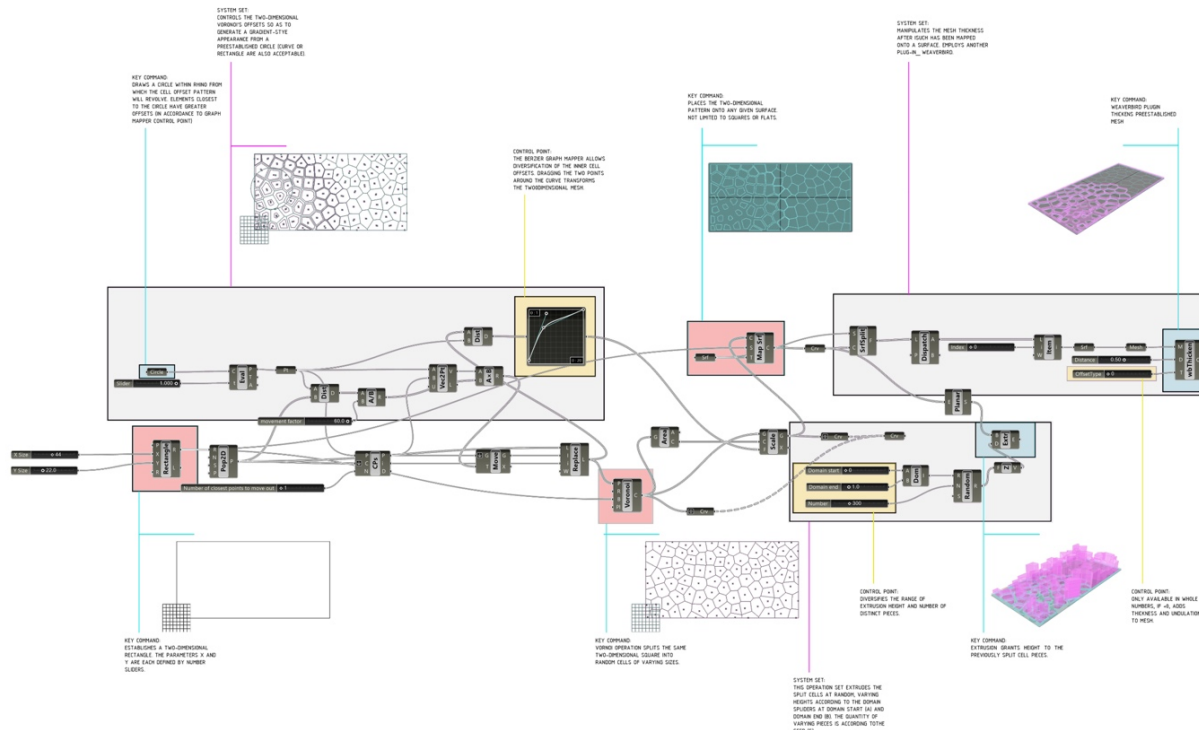 SYSTEM SET:
CONTROLS THE TWO-DIMENSIONAL
VORONOI'S OFFSETS SO AS TO
GENERATE A GRADIENT-STYE
APPEARANCE FROM A
PREESTABLISHED CIRCLE (CURVE OR
RECTANGLE ARE ALSO ACCEPTABLE)
SYSTEM SET:
MANIPULATES THE MESH THICKNESS
AFTER ISUCH HAS BEEN MAPPED
ONTO A SURFACE. EMPLOYS ANOTHER
PLUG-IN_ WEAVERBIRD.
KEY COMMAND:
DRAWS A CIRCLE WITHIN RHINO FROM
WHICH THE CELL OFFSET PATTERN
WILL REVOLVE. ELEMENTS CLOSEST
TO THE CIRCLE HAVE GREATER
OFFSETS ON ACCORDANCE TO GRAPH
MAPPER CONTROL POINT)
KEY COMMAND:
PLACES THE TWO-DIMENSIONAL
PATTERN ONTO ANY GIVEN SURFACE.
NOT LIMITED TO SQUARES OR FLATS.
KEY COMMAND:
WEAVERBIRD PLUGIN
THICKENS PREESTABLISHED
MESH
CONTROL POINT:
THE BERZIER GRAPH MAPPER ALLOWS
DIVERSIFICATION OF THE INNER CELL
OFFSETS. DRAGGING THE TWO POINTS
AROUND THE CURVE TRANSFORMS
THE TWODIMENSIONAL MESH.
Circle
Slider 1.000
Eval
Pt
Dist
A/B
Vec2Pt
Dist
A+B
movement factor 80.0
X Size 44
Y Size 22.0
Rectangle
Pop2D
Number of closest points to move out 1
CPs
Move
Replace
Voronoi
Area
Scale
Crv
Crv
Crv
Srf
Map Srf
Crv
SrfSplit
Dispatch
Index 0
Item
Srf
Mesh
Distance 0.50
OffsetType 0
wbThicken
Planar
Extr
Domain start 0
Domain end 1.0
Number 300
Dom
Random
Z
KEY COMMAND:
ESTABLISHES A TWO-DIMENSIONAL
RECTANGLE. THE PARAMETERS X AND
Y ARE EACH DEFINED BY NUMBER
SLIDERS.
KEY COMMAND:
VORNOI OPERATION SPLITS THE SAME
TWO-DIMENSIONAL SQUARE INTO
RANDOM CELLS OF VARYING SIZES.
CONTROL POINT:
DIVERSIFIES THE RANGE OF
EXTRUSION HEIGHT AND NUMBER OF
DISTINCT PIECES.
KEY COMMAND:
EXTRUSION GRANTS HEIGHT TO THE
PREVIOUSLY SPLIT CELL PIECES.
CONTROL POINT:
ONLY AVAILABLE IN WHOLE
NUMBERS, IF +0, ADDS
THICKNESS AND UNDULATION
TO MESH.
SYSTEM SET:
THIS OPERATION SET EXTRUDES THE
SPLIT CELLS AT RANDOM, VARYING
HEIGHTS ACCORDING TO THE DOMAIN
SPLIDERS AT DOMAIN START (A) AND
DOMAIN END (B). THE QUANTITY OF
VARYING PIECES IS ACCORDING TOTHE